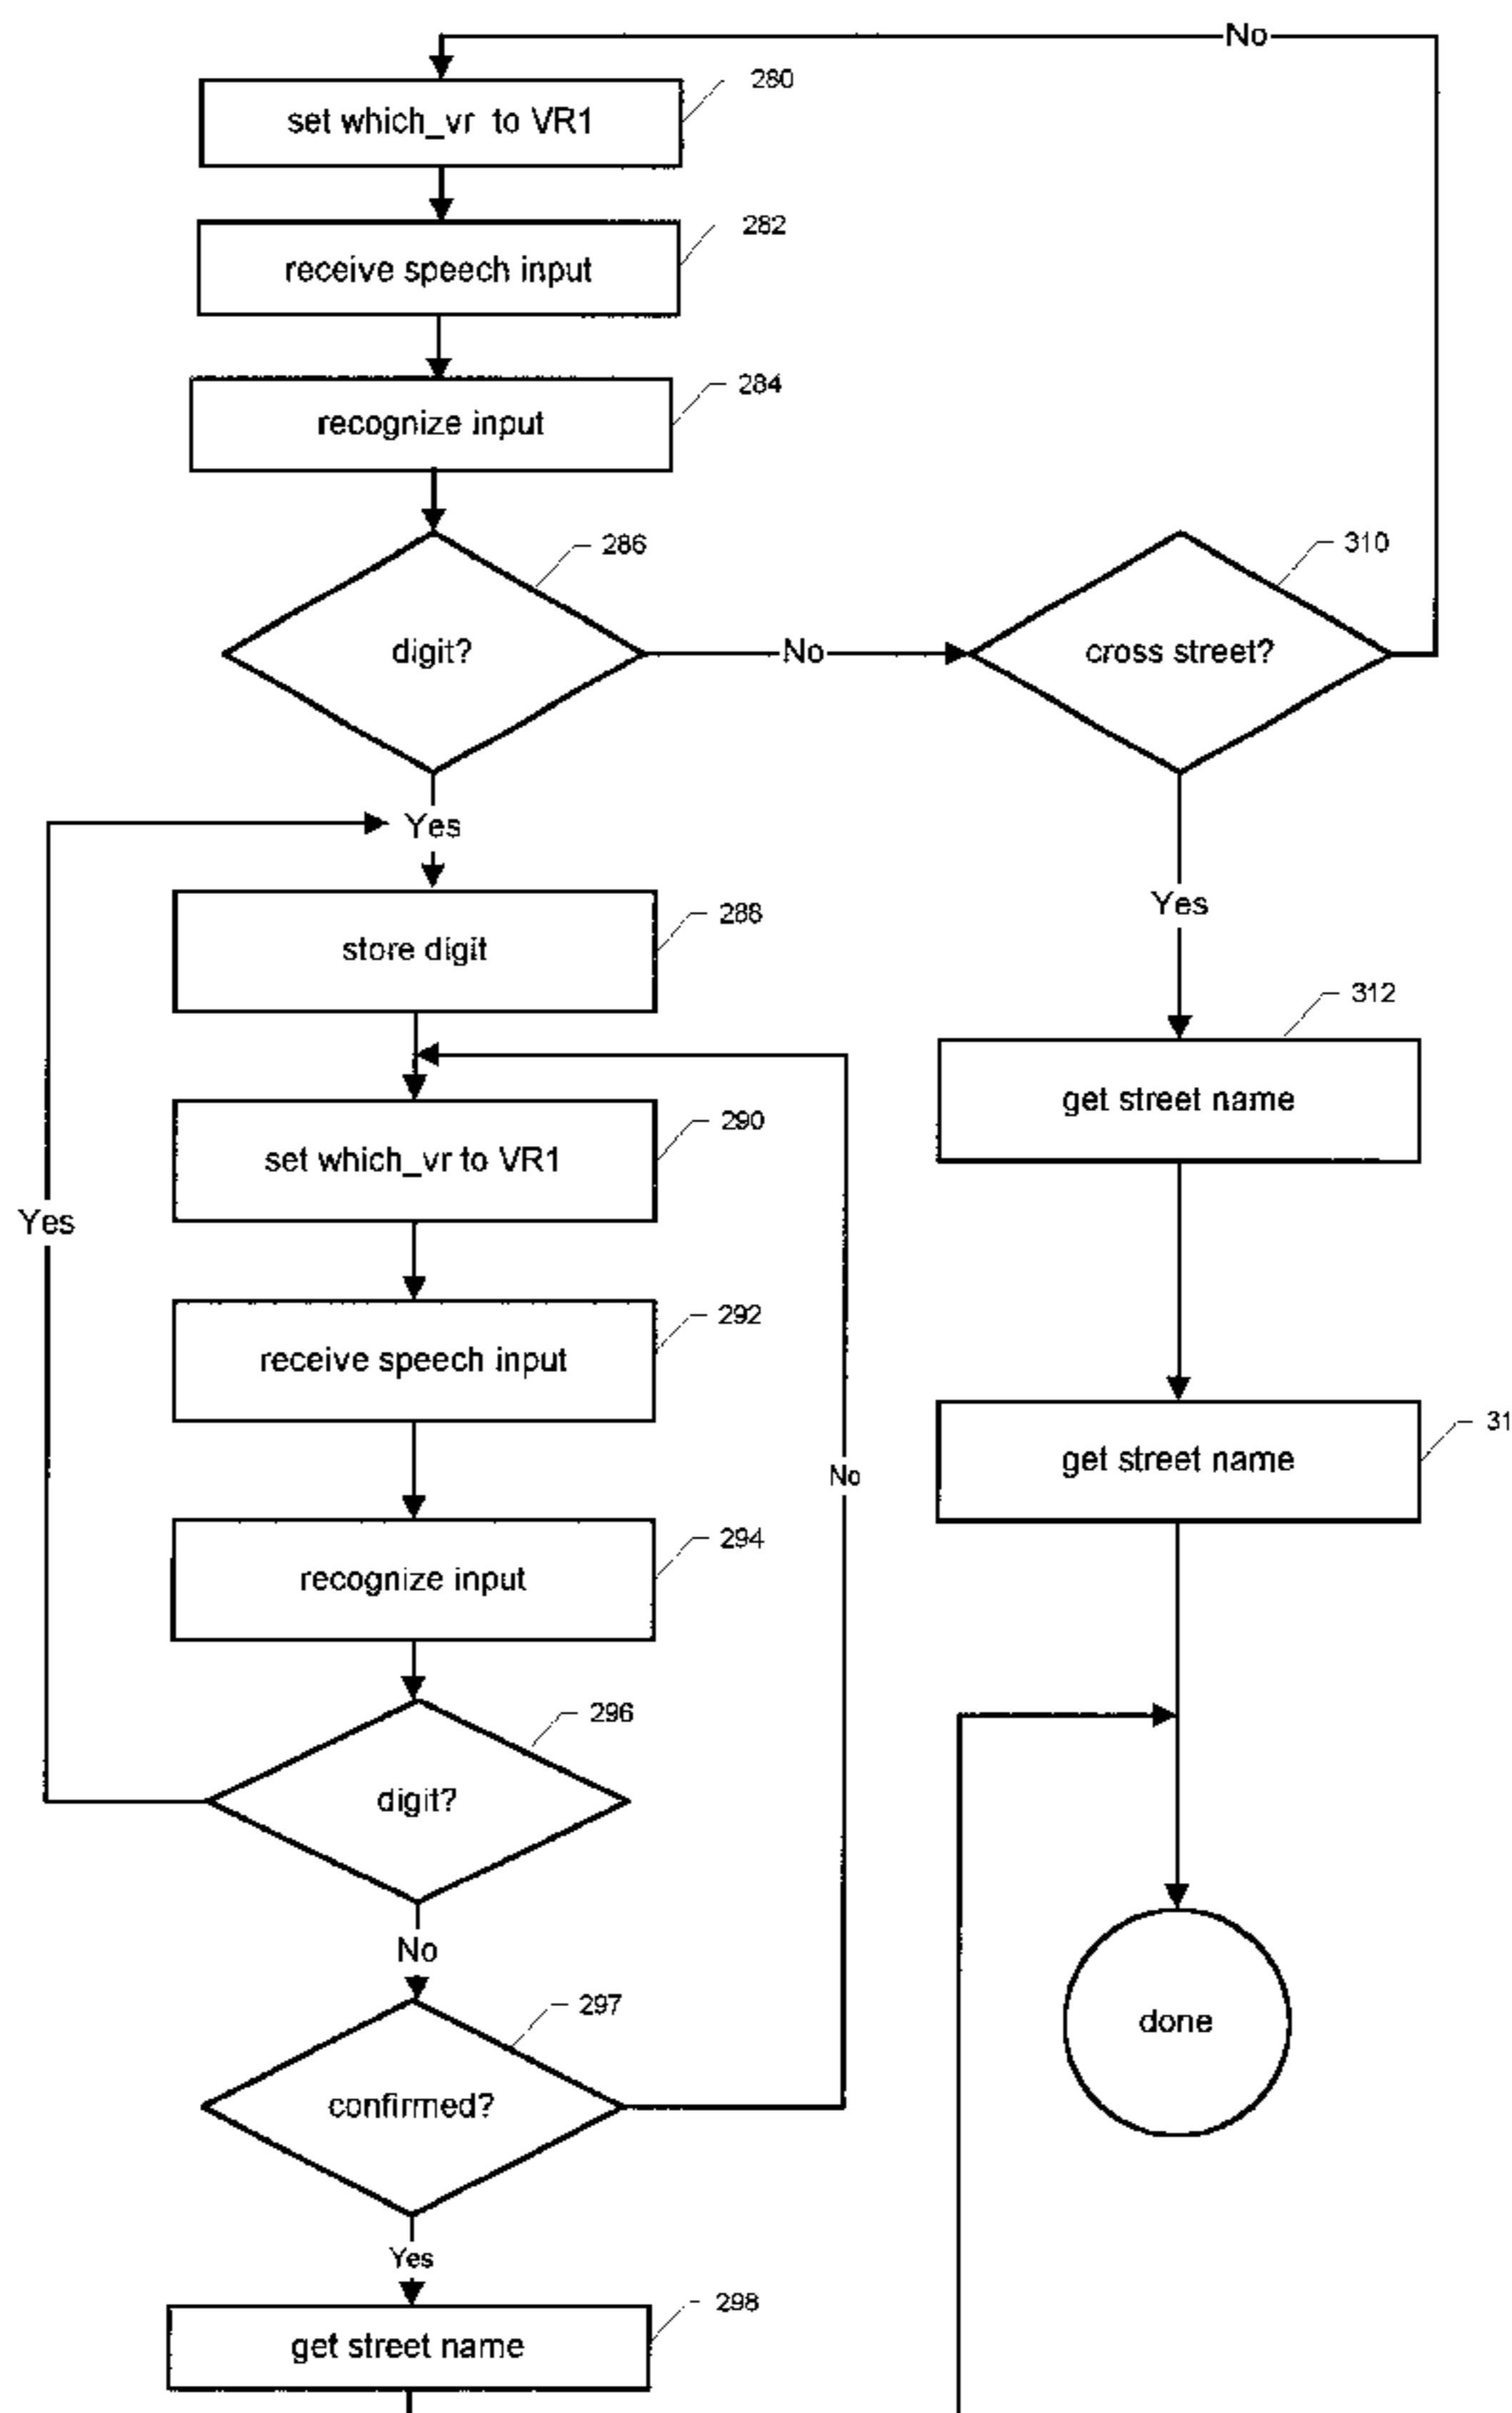 No
280
set which_vr to VR1
282
receive speech input
284
recognize input
286
digit?
No
310
cross street?
Yes
288
store digit
Yes
312
get street name
290
set which_vr to VR1
Yes
292
receive speech input
31
get street name
No
294
recognize input
296
digit?
No
297
confirmed?
done
Yes
298
get street name